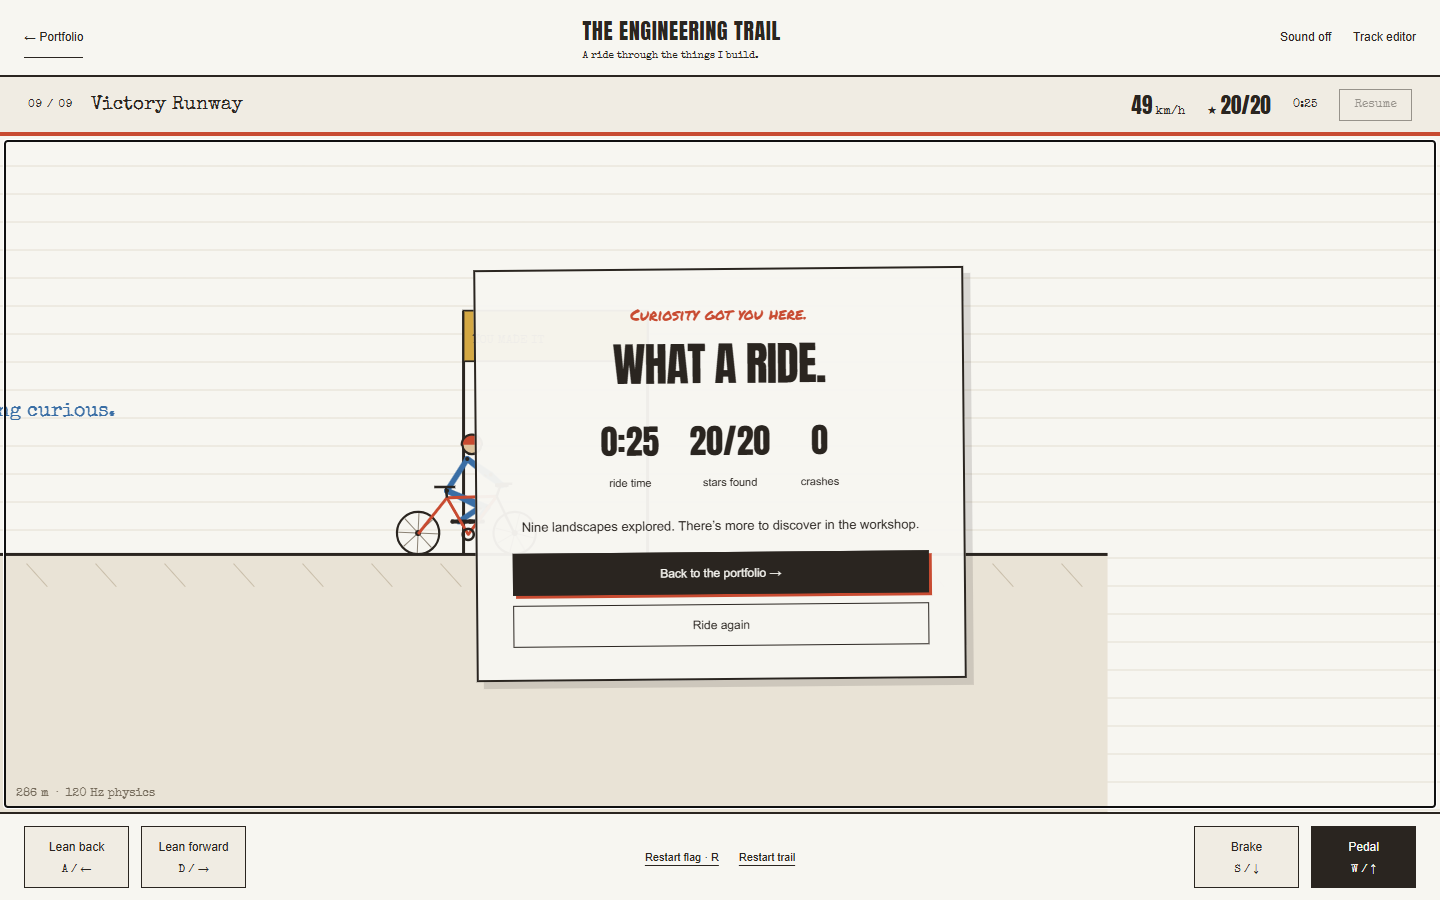 ← Portfolio
THE ENGINEERING TRAIL
A ride through the things I build.
Sound off
Track editor
09 / 09
Victory Runway
49 km/h
★ 20/20
0:25
Resume
CURIOSITY GOT YOU HERE.
WHAT A RIDE.
0:25 20/20 0
ride time stars found crashes
ng curious.
Nine landscapes explored. There's more to discover in the workshop.
Back to the portfolio →
Ride again
286 m · 120 Hz physics
Lean back
A / ←
Lean forward
D / →
Restart flag · R
Restart trail
Brake
S / ↓
Pedal
W / ↑